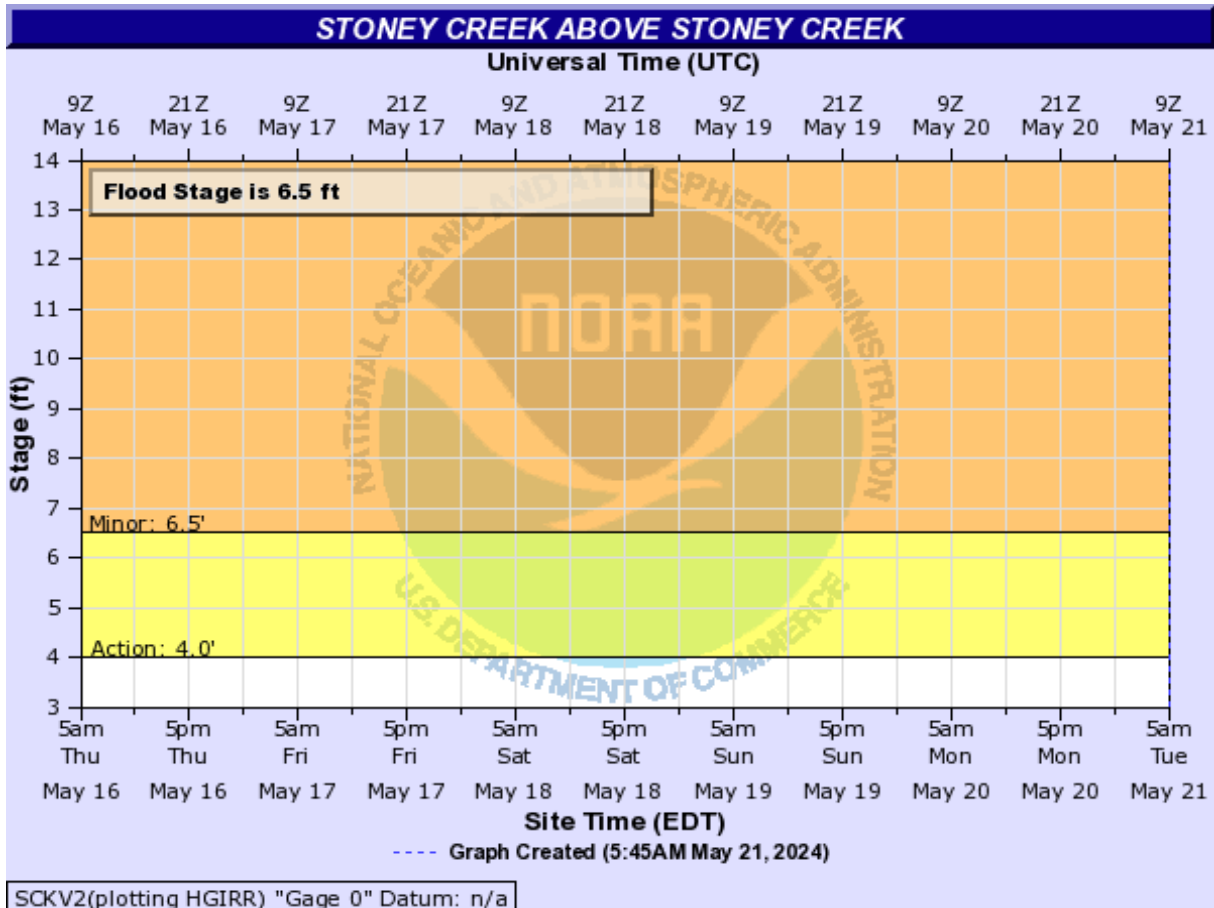 STONEY CREEK ABOVE STONEY CREEK
Universal Time (UTC)
9Z 21Z 9Z 21Z 9Z 21Z 9Z 21Z 9Z 21Z 9Z
May 16 May 16 May 17 May 17 May 18 May 18 May 19 May 19 May 20 May 20 May 21
Flood Stage is 6.5 ft
NATIONAL OCEANIC AND ATMOSPHERIC ADMINISTRATION
NOAA
U.S. DEPARTMENT OF COMMERCE
Stage (ft)
14
13
12
11
10
9
8
7
Minor: 6.5'
6
5
Action: 4.0'
4
3
5am 5pm 5am 5pm 5am 5pm 5am 5pm 5am 5pm 5am
Thu Thu Fri Fri Sat Sat Sun Sun Mon Mon Tue
May 16 May 16 May 17 May 17 May 18 May 18 May 19 May 19 May 20 May 20 May 21
Site Time (EDT)
---- Graph Created (5:45AM May 21, 2024)
SCKV2(plotting HGIRR) "Gage 0" Datum: n/a